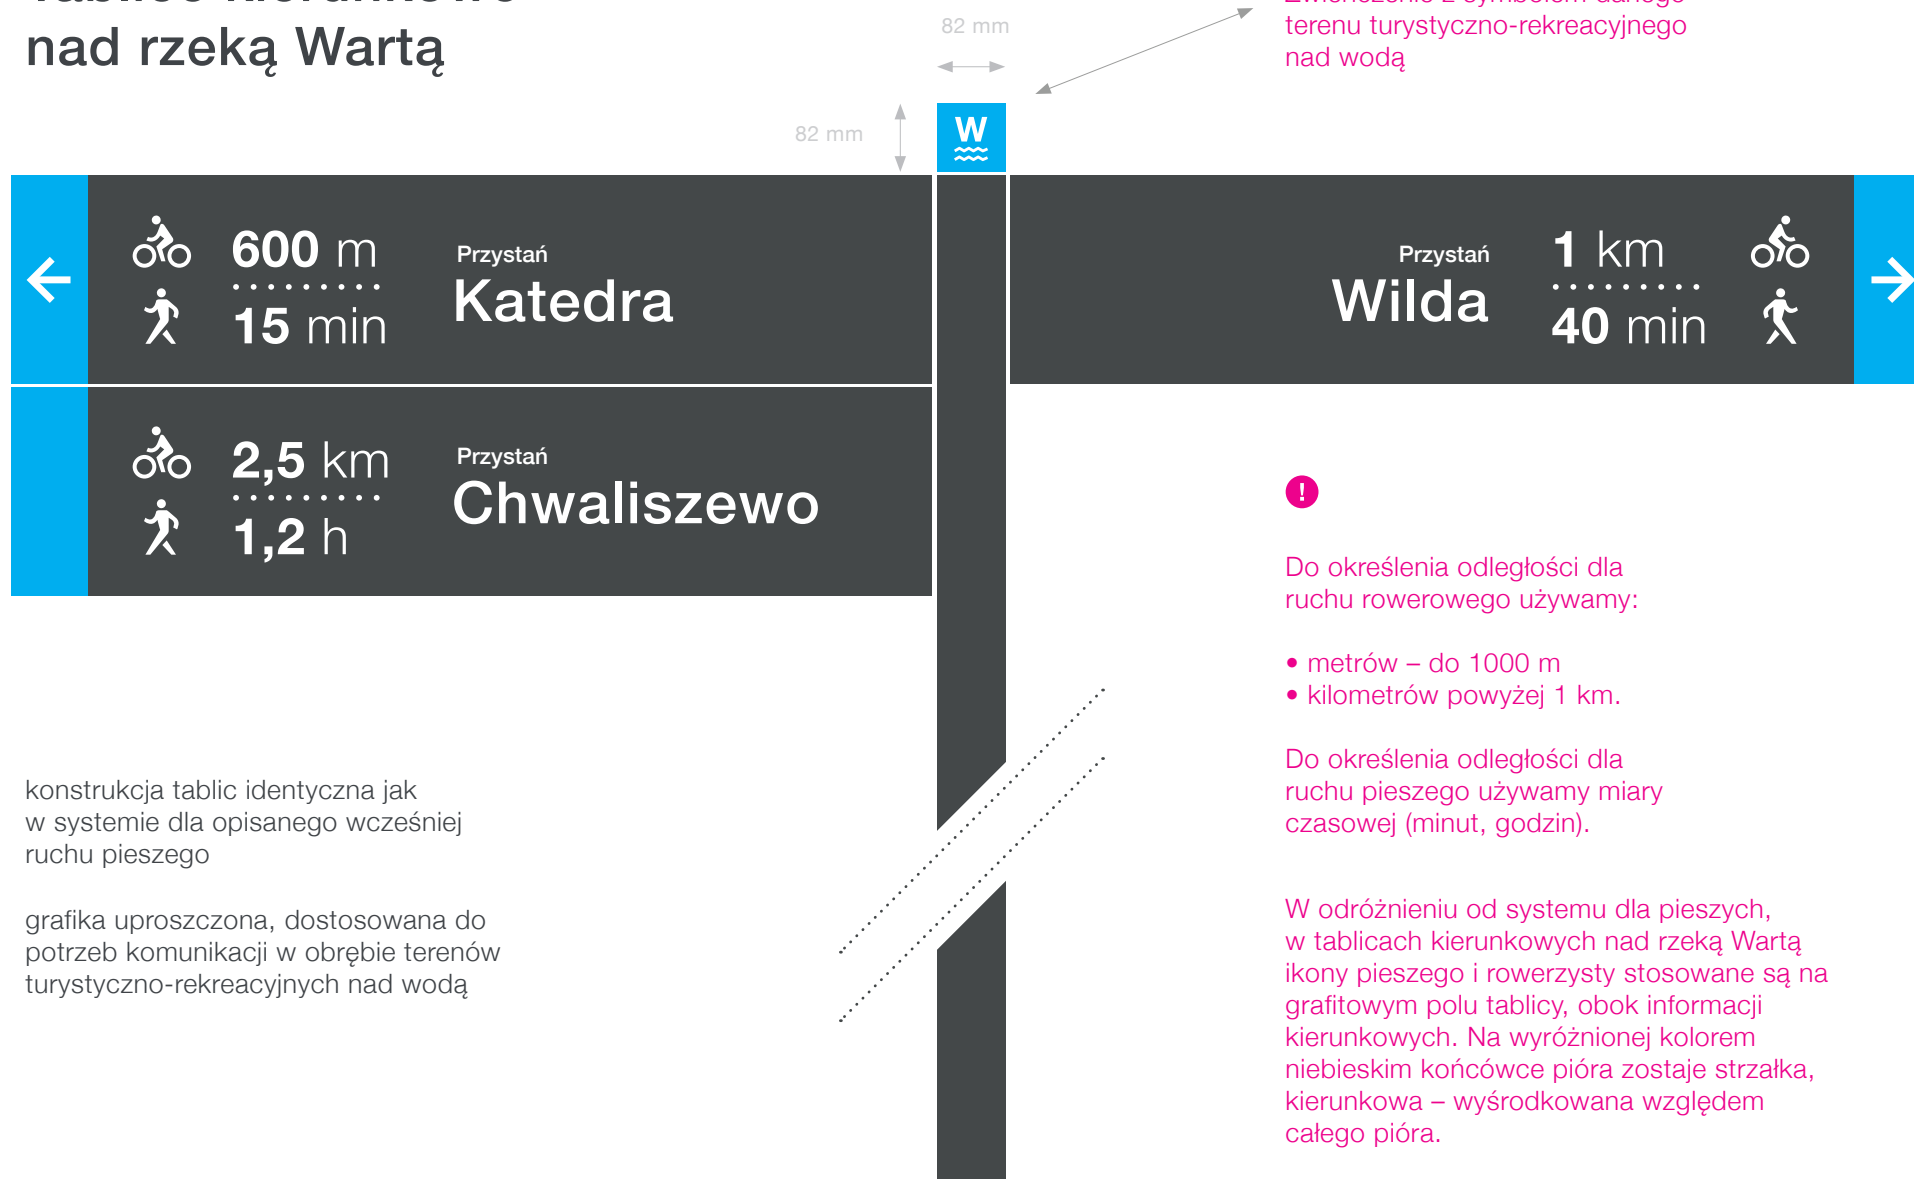 nad rzeką Wartą
82 mm
terenu turystyczno-rekreacyjnego
nad wodą
82 mm
W
600 m
15 min
Przystań
Katedra
Przystań
Wilda
1 km
40 min
2,5 km
1,2 h
Przystań
Chwaliszewo
!
Do określenia odległości dla
ruchu rowerowego używamy:
• metrów – do 1000 m
• kilometrów powyżej 1 km.
Do określenia odległości dla
ruchu pieszego używamy miary
czasowej (minut, godzin).
konstrukcja tablic identyczna jak
w systemie dla opisanego wcześniej
ruchu pieszego
grafika uproszczona, dostosowana do
potrzeb komunikacji w obrębie terenów
turystyczno-rekreacyjnych nad wodą
W odróżnieniu od systemu dla pieszych,
w tablicach kierunkowych nad rzeką Wartą
ikony pieszego i rowerzysty stosowane są na
grafitowym polu tablicy, obok informacji
kierunkowych. Na wyróżnionej kolorem
niebieskim końcówce pióra zostaje strzałka,
kierunkowa – wyśrodkowana względem
całego pióra.